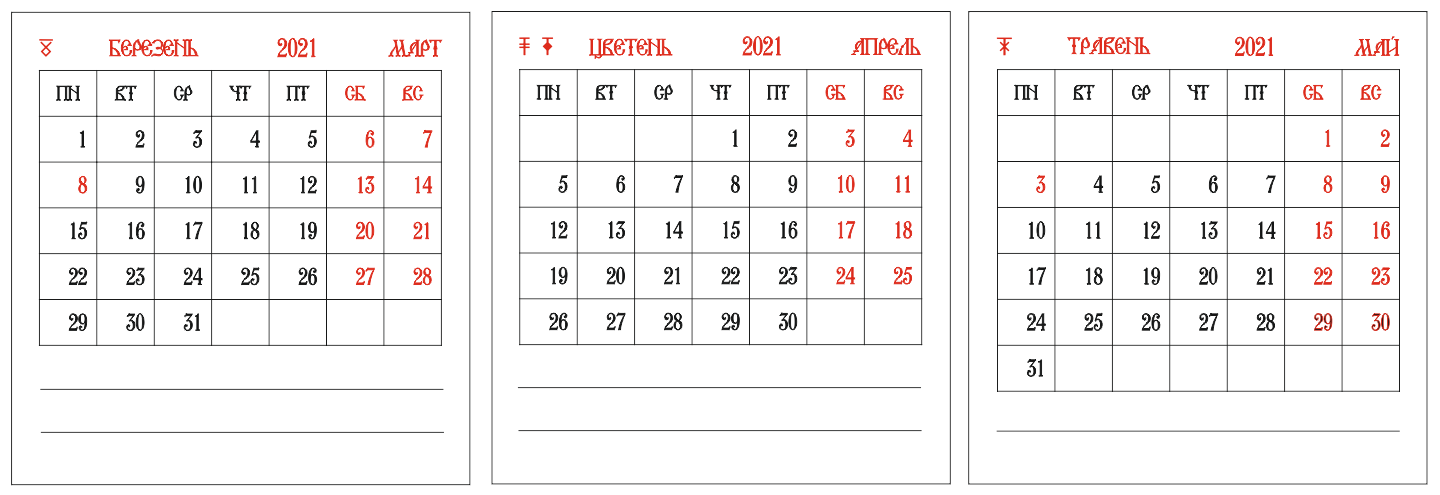 БЕРЕЗЕНЬ 2021 МАРТ
ПН ВТ СР ЧТ ПТ СБ ВС
1 2 3 4 5 6 7
8 9 10 11 12 13 14
15 16 17 18 19 20 21
22 23 24 25 26 27 28
29 30 31
ЦВЕТЕНЬ 2021 АПРЕЛЬ
ПН ВТ СР ЧТ ПТ СБ ВС
1 2 3 4
5 6 7 8 9 10 11
12 13 14 15 16 17 18
19 20 21 22 23 24 25
26 27 28 29 30
ТРАВЕНЬ 2021 МАЙ
ПН ВТ СР ЧТ ПТ СБ ВС
1 2
3 4 5 6 7 8 9
10 11 12 13 14 15 16
17 18 19 20 21 22 23
24 25 26 27 28 29 30
31